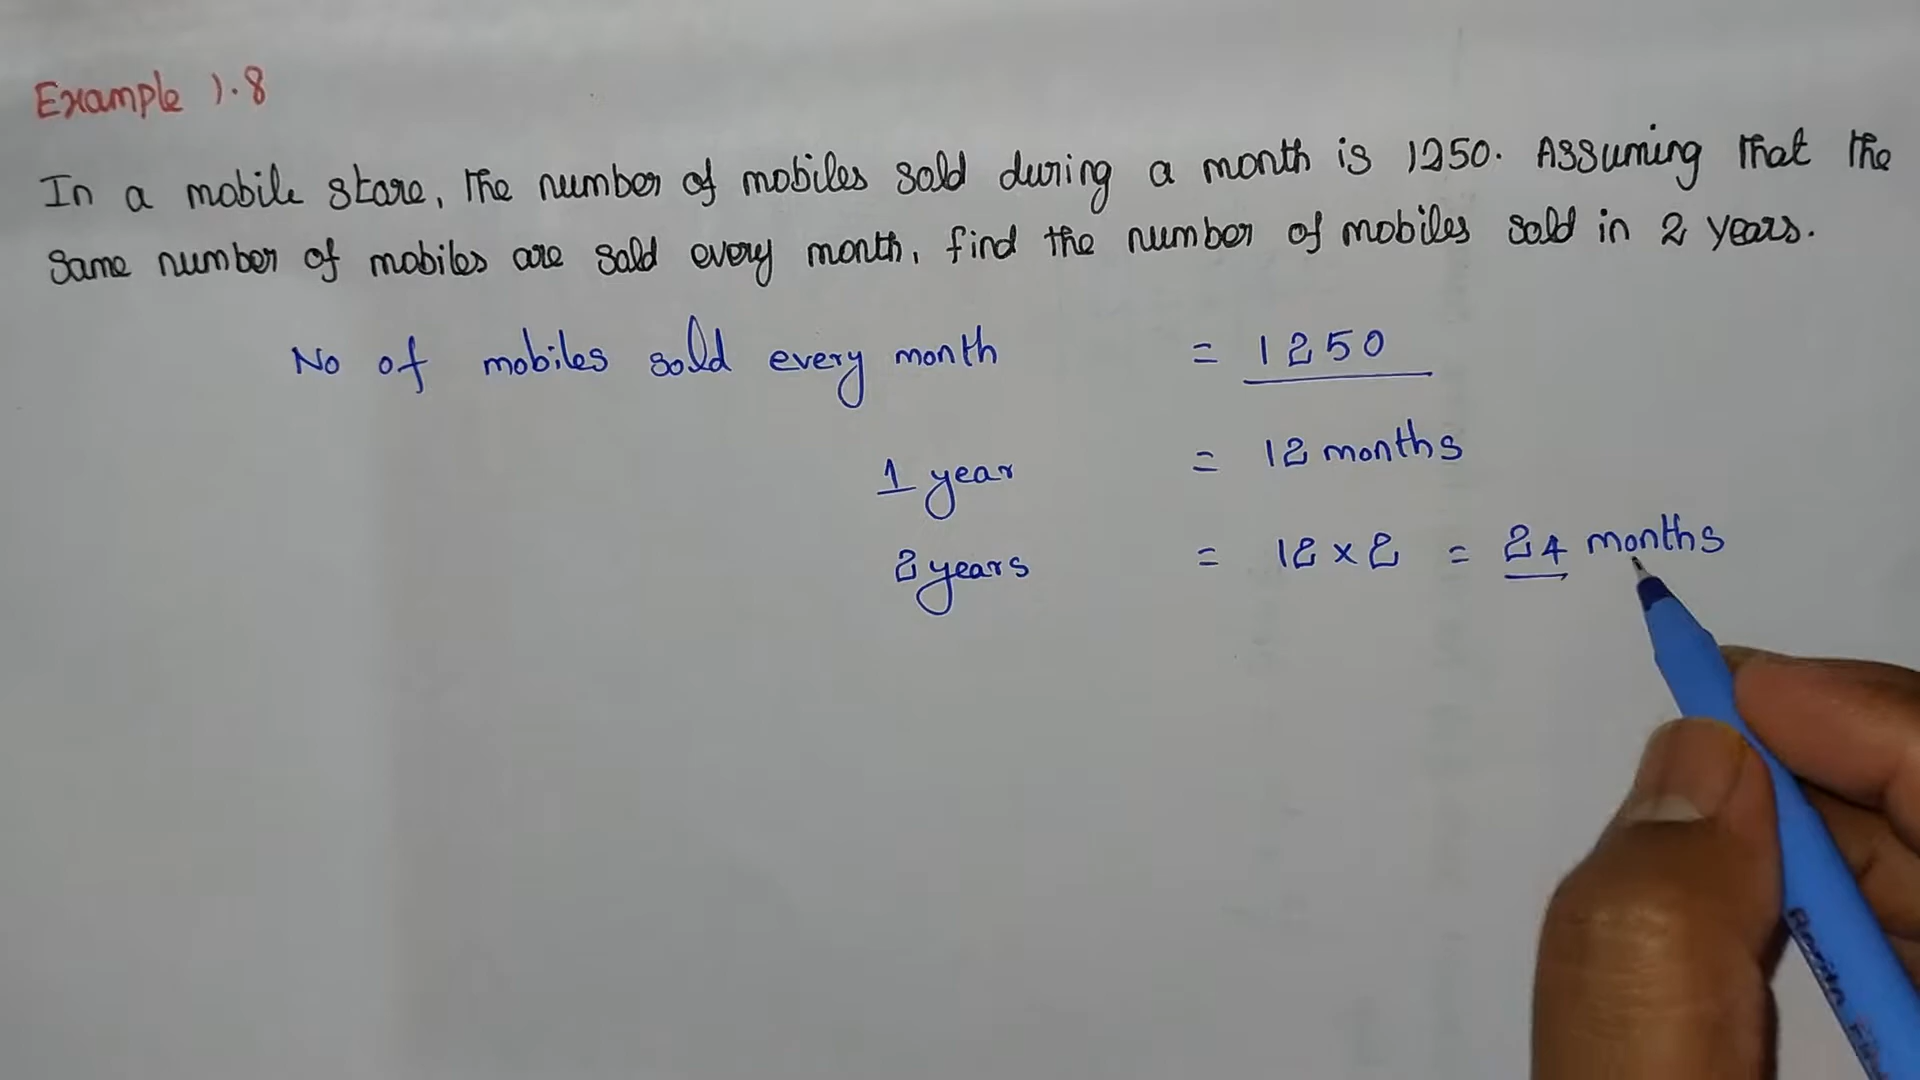 Example 1.8
In a mobile store, the number of mobiles sold during a month is 1250. Assuming that the
Same number of mobiles are sold every month, find the number of mobiles sold in 2 years.
No of mobiles sold every month = 1250
1 year = 12 months
2 years = 12 × 2 = 24 months